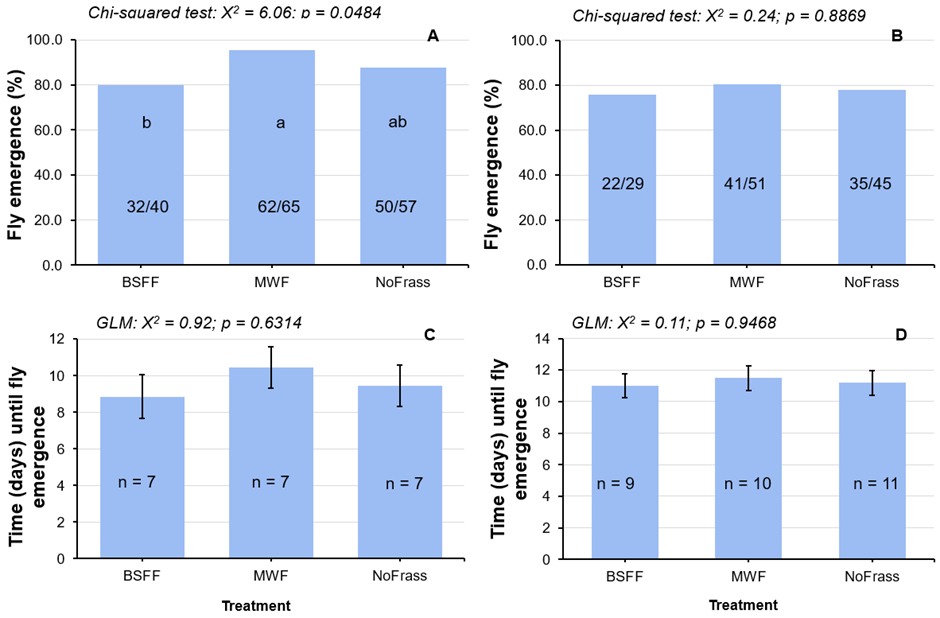 Chi-squared test: X² = 6.06; p = 0.0484
A
100.0
80.0
60.0
40.0
20.0
0.0
Fly emergence (%)
b
a
ab
32/40
62/65
50/57
BSFF
MWF
NoFrass
Chi-squared test: X² = 0.24; p = 0.8869
B
100.0
80.0
60.0
40.0
20.0
0.0
Fly emergence (%)
22/29
41/51
35/45
BSFF
MWF
NoFrass
GLM: X² = 0.92; p = 0.6314
C
12
10
8
6
4
2
0
Time (days) until fly
emergence
n = 7
n = 7
n = 7
BSFF
MWF
NoFrass
Treatment
GLM: X² = 0.11; p = 0.9468
D
14
12
10
8
6
4
2
0
Time (days) until fly
emergence
n = 9
n = 10
n = 11
BSFF
MWF
NoFrass
Treatment